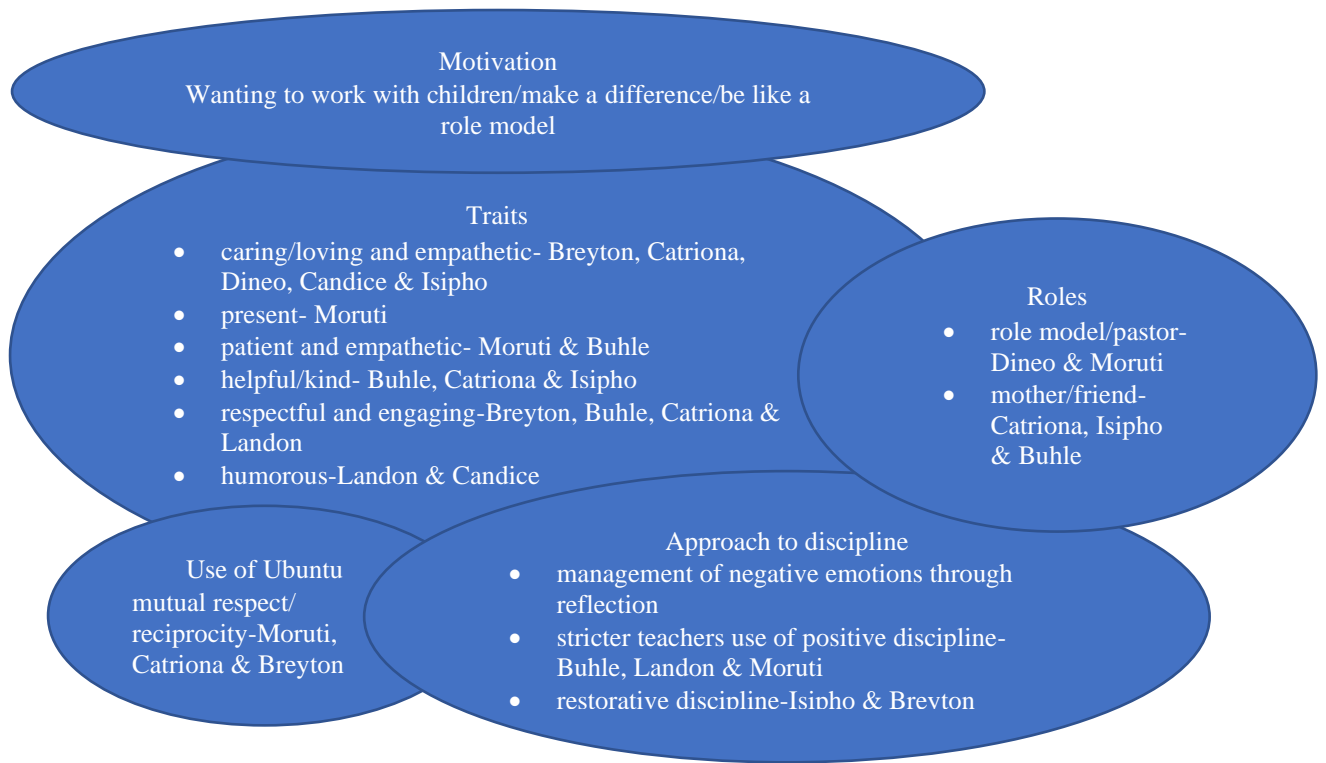 Motivation
Wanting to work with children/make a difference/be like a
role model
Traits
• caring/loving and empathetic- Breyton, Catriona,
Dineo, Candice & Isipho
• present- Moruti
• patient and empathetic- Moruti & Buhle
• helpful/kind- Buhle, Catriona & Isipho
• respectful and engaging-Breyton, Buhle, Catriona &
Landon
• humorous-Landon & Candice
Roles
• role model/pastor-
Dineo & Moruti
• mother/friend-
Catriona, Isipho
& Buhle
Use of Ubuntu
mutual respect/
reciprocity-Moruti,
Catriona & Breyton
Approach to discipline
• management of negative emotions through
reflection
• stricter teachers use of positive discipline-
Buhle, Landon & Moruti
• restorative discipline-Isipho & Breyton